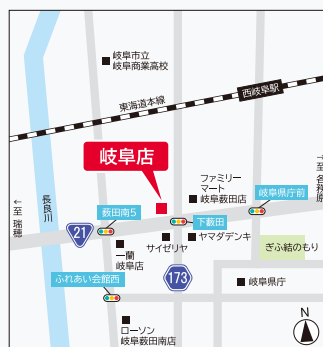 岐阜市立
岐阜商業高校
東海道本線
西岐阜駅
岐阜店
ファミリー
マート
岐阜薮田店
岐阜県庁前
→至 各務原
←至 瑞穂
長良川
薮田南5
下薮田
21
一蘭
岐阜店
サイゼリヤ
ヤマダデンキ
ぎふ結のもり
ふれあい会館西
173
岐阜県庁
ローソン
岐阜薮田南店
N